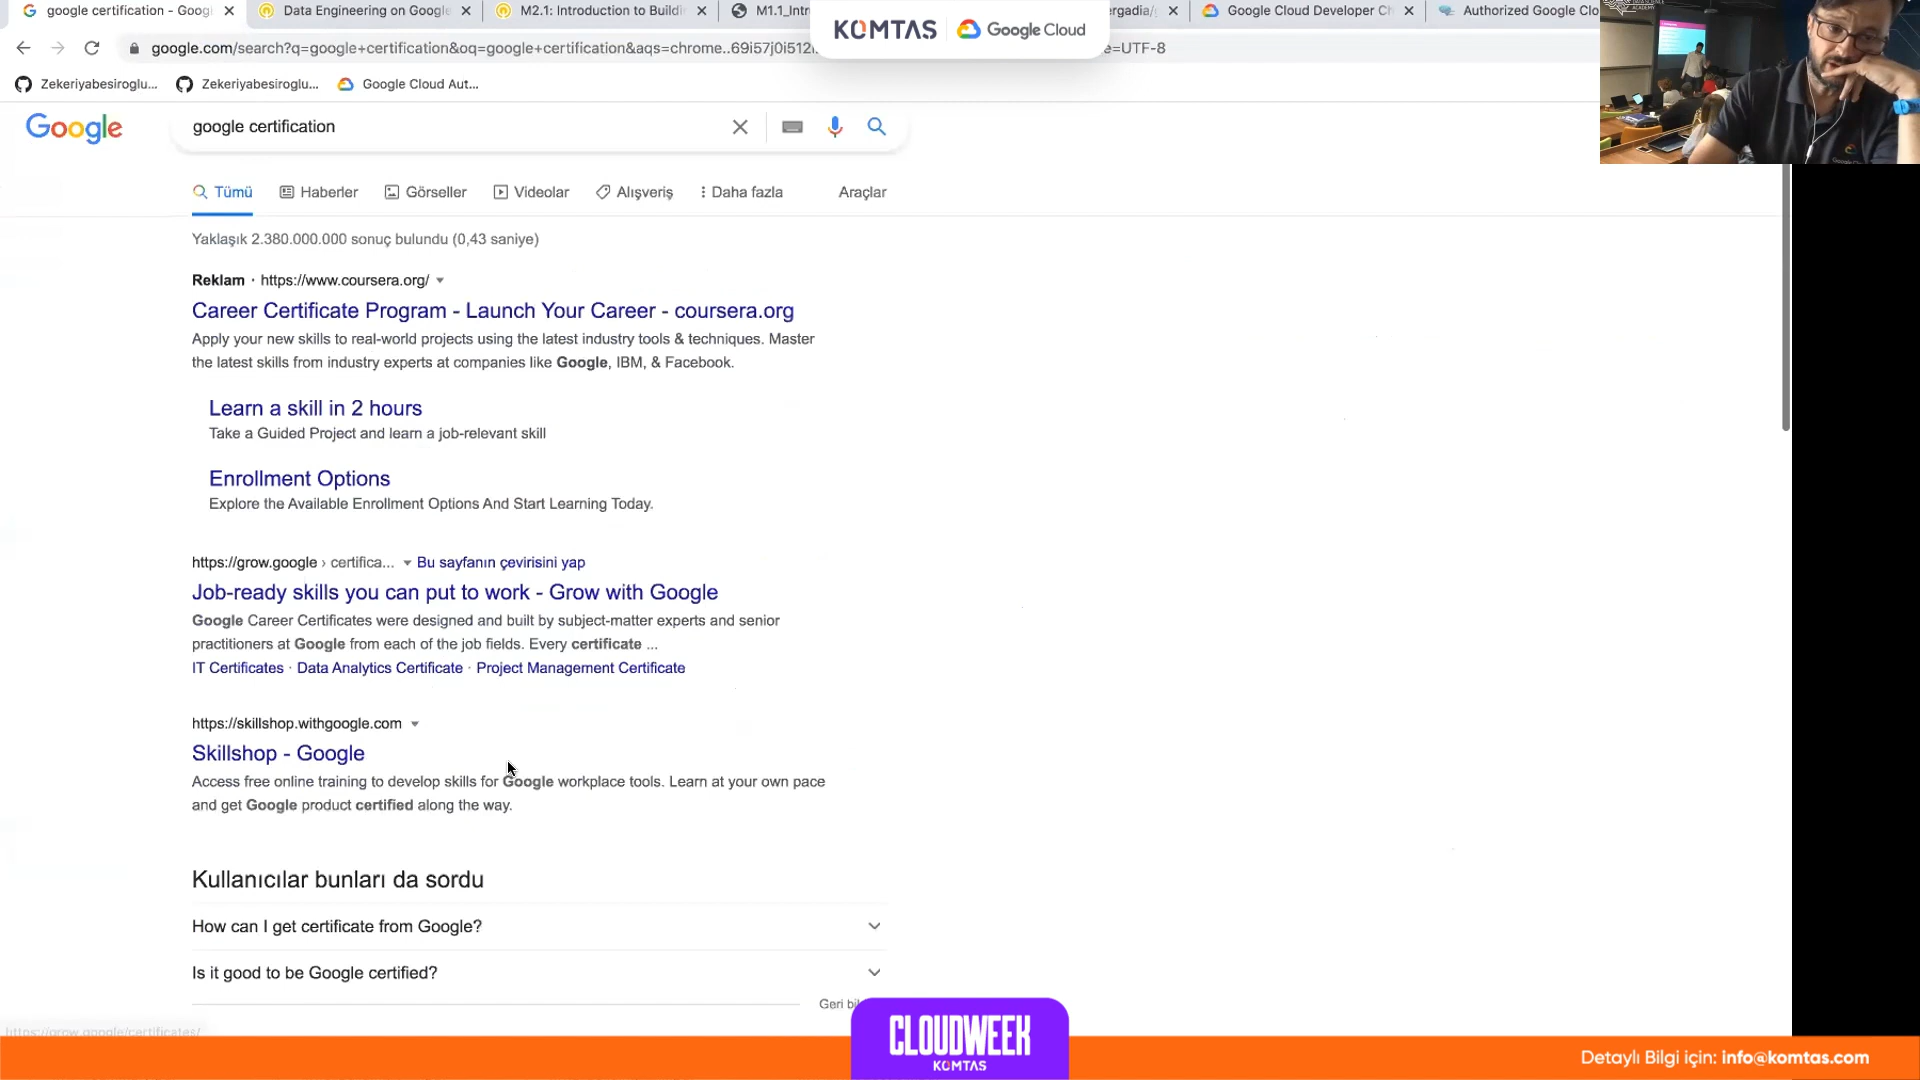 google certification - Googl
Data Engineering on Google
M2.1: Introduction to Buildi
M1.1_Intr
ergadia/
Google Cloud Developer Ch
Authorized Google Clo
google.com/search?q=google+certification&oq=google+certification&aqs=chrome..69i57j0i512
e=UTF-8
KOMTAS
Google Cloud
Zekeriyabesiroglu...
Zekeriyabesiroglu...
Google Cloud Aut...
Google
google certification
Tümü
Haberler
Görseller
Videolar
Alışveriş
Daha fazla
Araçlar
Yaklaşık 2.380.000.000 sonuç bulundu (0,43 saniye)
Reklam · https://www.coursera.org/
Career Certificate Program - Launch Your Career - coursera.org
Apply your new skills to real-world projects using the latest industry tools & techniques. Master
the latest skills from industry experts at companies like Google, IBM, & Facebook.
Learn a skill in 2 hours
Take a Guided Project and learn a job-relevant skill
Enrollment Options
Explore the Available Enrollment Options And Start Learning Today.
https://grow.google › certifica... Bu sayfanın çevirisini yap
Job-ready skills you can put to work - Grow with Google
Google Career Certificates were designed and built by subject-matter experts and senior
practitioners at Google from each of the job fields. Every certificate ...
IT Certificates · Data Analytics Certificate · Project Management Certificate
https://skillshop.withgoogle.com
Skillshop - Google
Access free online training to develop skills for Google workplace tools. Learn at your own pace
and get Google product certified along the way.
Kullanıcılar bunları da sordu
How can I get certificate from Google?
Is it good to be Google certified?
Geri bi
https://grow.google/certificates/
CLOUDWEEK
KOMTAS
Detaylı Bilgi için: info@komtas.com